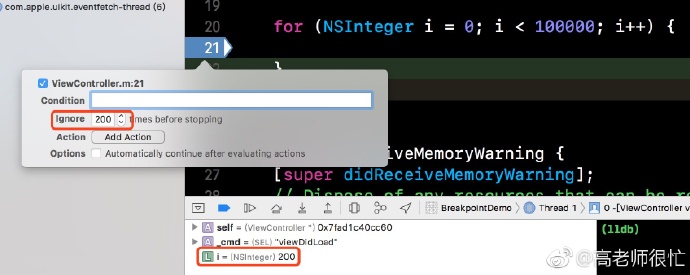 com.apple.uikit.eventfetch-thread (6)
19
20
for (NSInteger i = 0; i < 100000; i++) {
21
}
ViewController.m:21
Condition
Ignore 200 times before stopping
Action Add Action
Options Automatically continue after evaluating actions
iveMemoryWarning {
27 [super didReceiveMemoryWarning];
28 // Dispose of any resources that can be re
BreakpointDemo Thread 1 0 -[ViewController v
A self = (ViewController *) 0x7fad1c40cc60
A _cmd = (SEL) "viewDidLoad"
L i = (NSInteger) 200
(lldb)
@高老师很忙